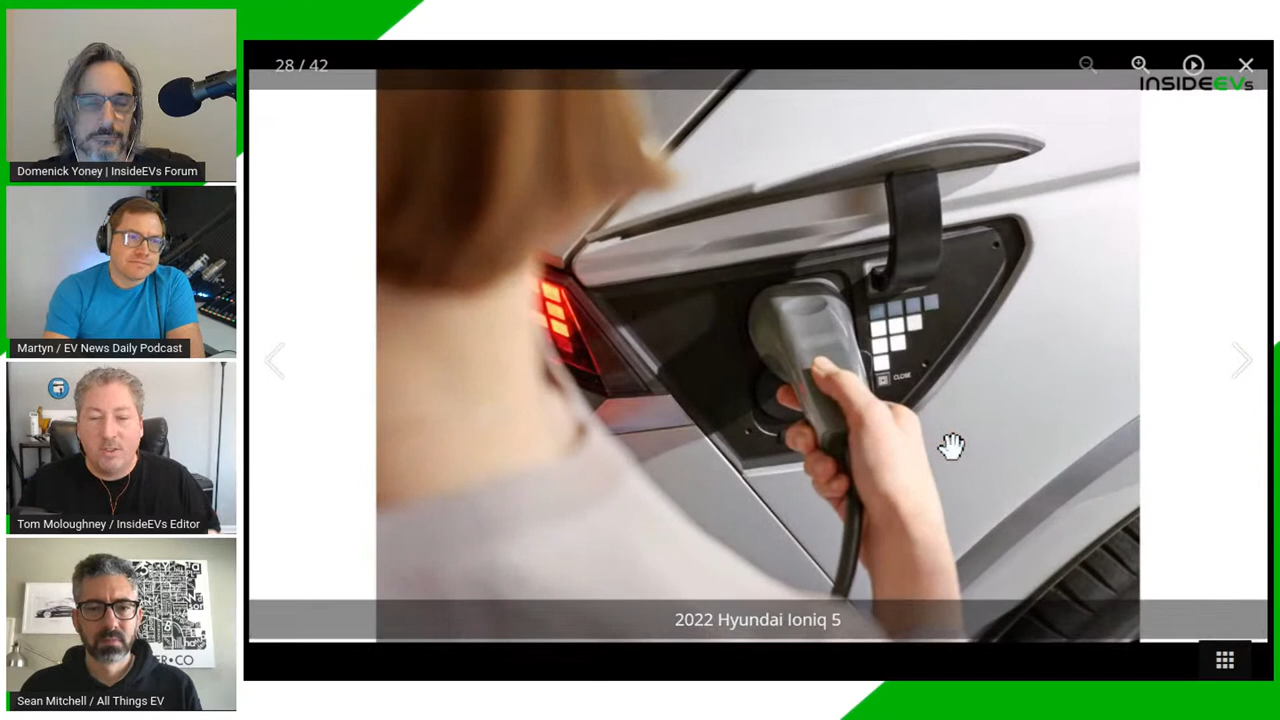 Domenick Yoney | InsideEVs Forum
Martyn / EV News Daily Podcast
Tom Moloughney / InsideEVs Editor
Sean Mitchell / All Things EV
28 / 42
INSIDEEVs
CLOSE
2022 Hyundai Ioniq 5